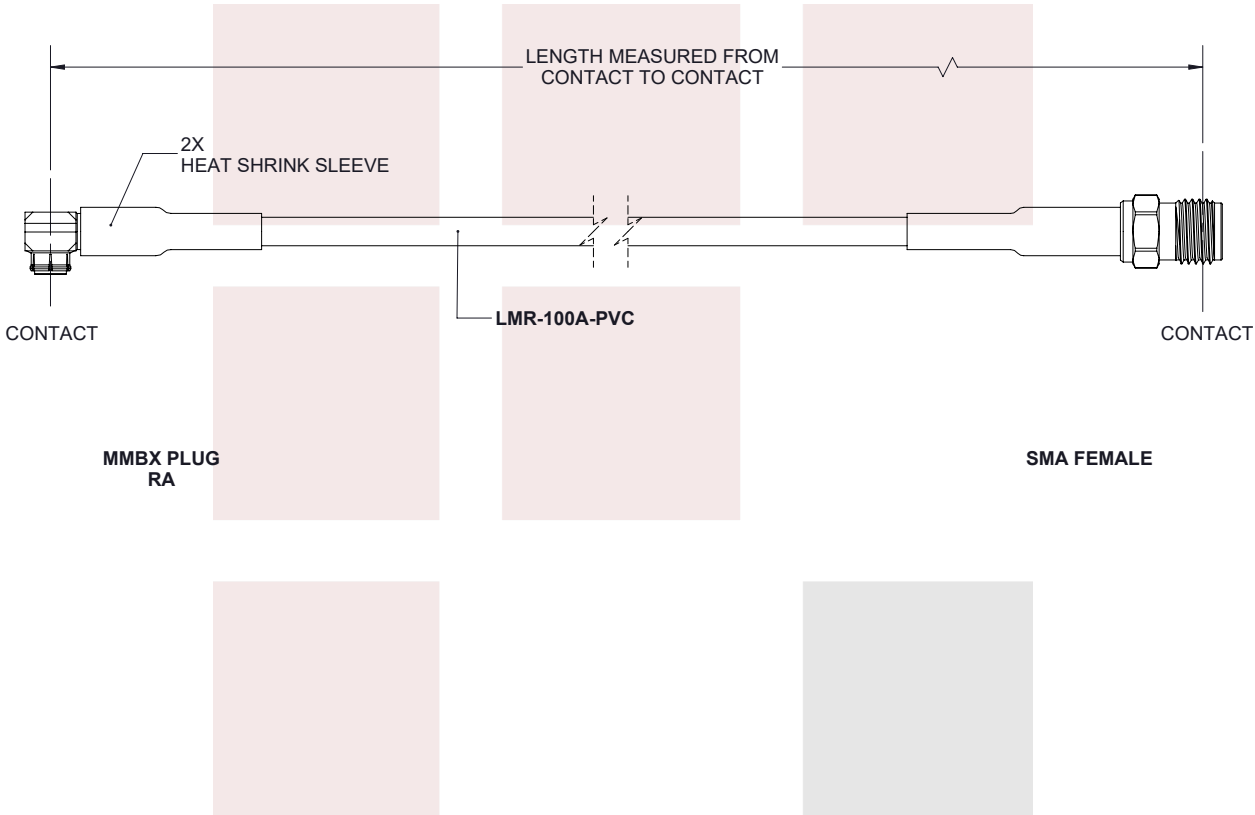 LENGTH MEASURED FROM
CONTACT TO CONTACT
2X
HEAT SHRINK SLEEVE
LMR-100A-PVC
CONTACT
CONTACT
MMBX PLUG
RA
SMA FEMALE